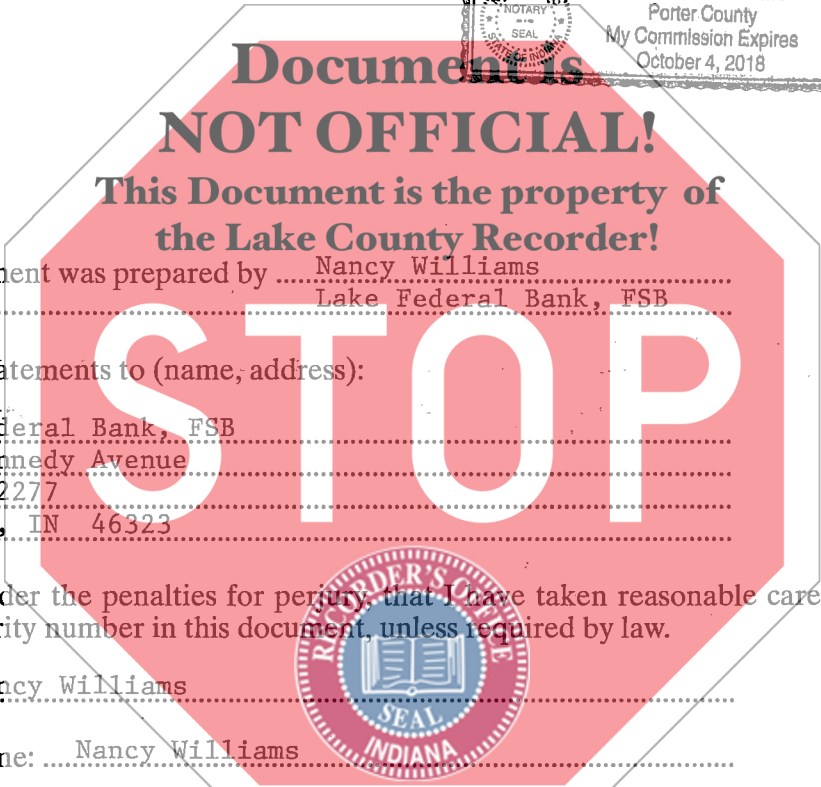 NOTARY
SEAL
STATE OF INDIANA
Porter County
My Commission Expires
October 4, 2018
Document is
NOT OFFICIAL!
This Document is the property of
the Lake County Recorder!
ent was prepared by Nancy Williams
Lake Federal Bank, FSB
atements to (name, address):
deral Bank, FSB
nnedy Avenue
2277
, IN 46323
STOP
der the penalties for perjury, that I have taken reasonable care
rity number in this document, unless required by law.
ncy Williams
ne: Nancy Williams
RECORDER'S OFFICE
SEAL
INDIANA